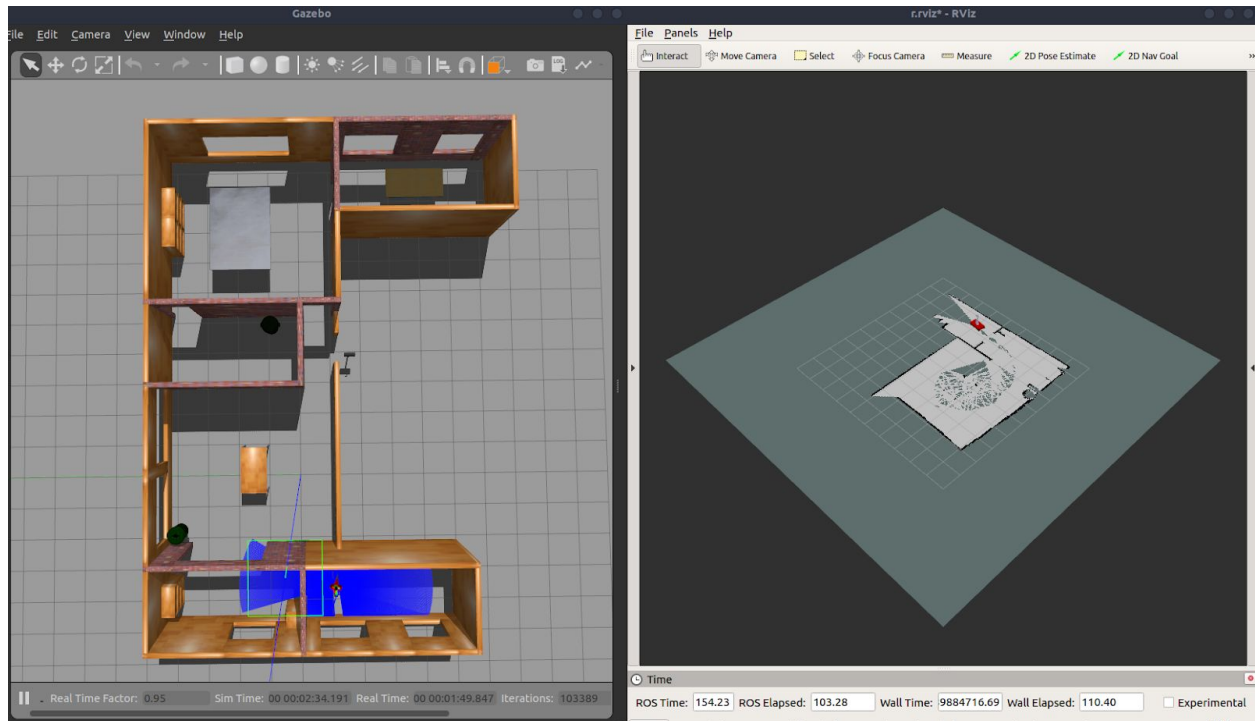 Gazebo
File Edit Camera View Window Help
LOG
Real Time Factor: 0.95 Sim Time: 00 00:02:34.191 Real Time: 00 00:01:49.847 Iterations: 103389
r.rviz* - RViz
File Panels Help
Interact Move Camera Select Focus Camera Measure 2D Pose Estimate 2D Nav Goal »
Time
ROS Time: 154.23 ROS Elapsed: 103.28 Wall Time: 9884716.69 Wall Elapsed: 110.40 Experimental